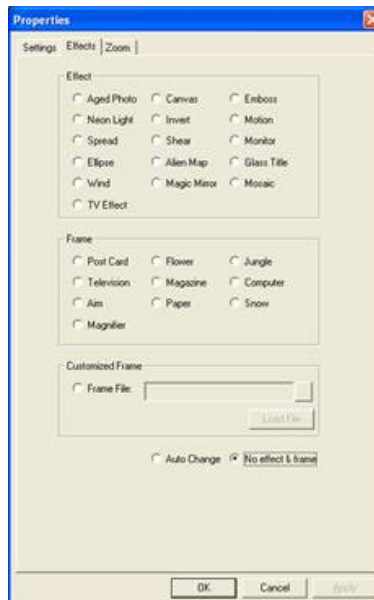 Properties
Settings Effects Zoom
Effect
Aged Photo Canvas Emboss
Neon Light Invert Motion
Spread Shear Monitor
Ellipse Alien Map Glass Title
Wind Magic Mirror Mosaic
TV Effect
Frame
Post Card Flower Jungle
Television Magazine Computer
Aim Paper Snow
Magnifier
Customized Frame
Frame File:
Load File
Auto Change No effect & frame
OK Cancel Apply